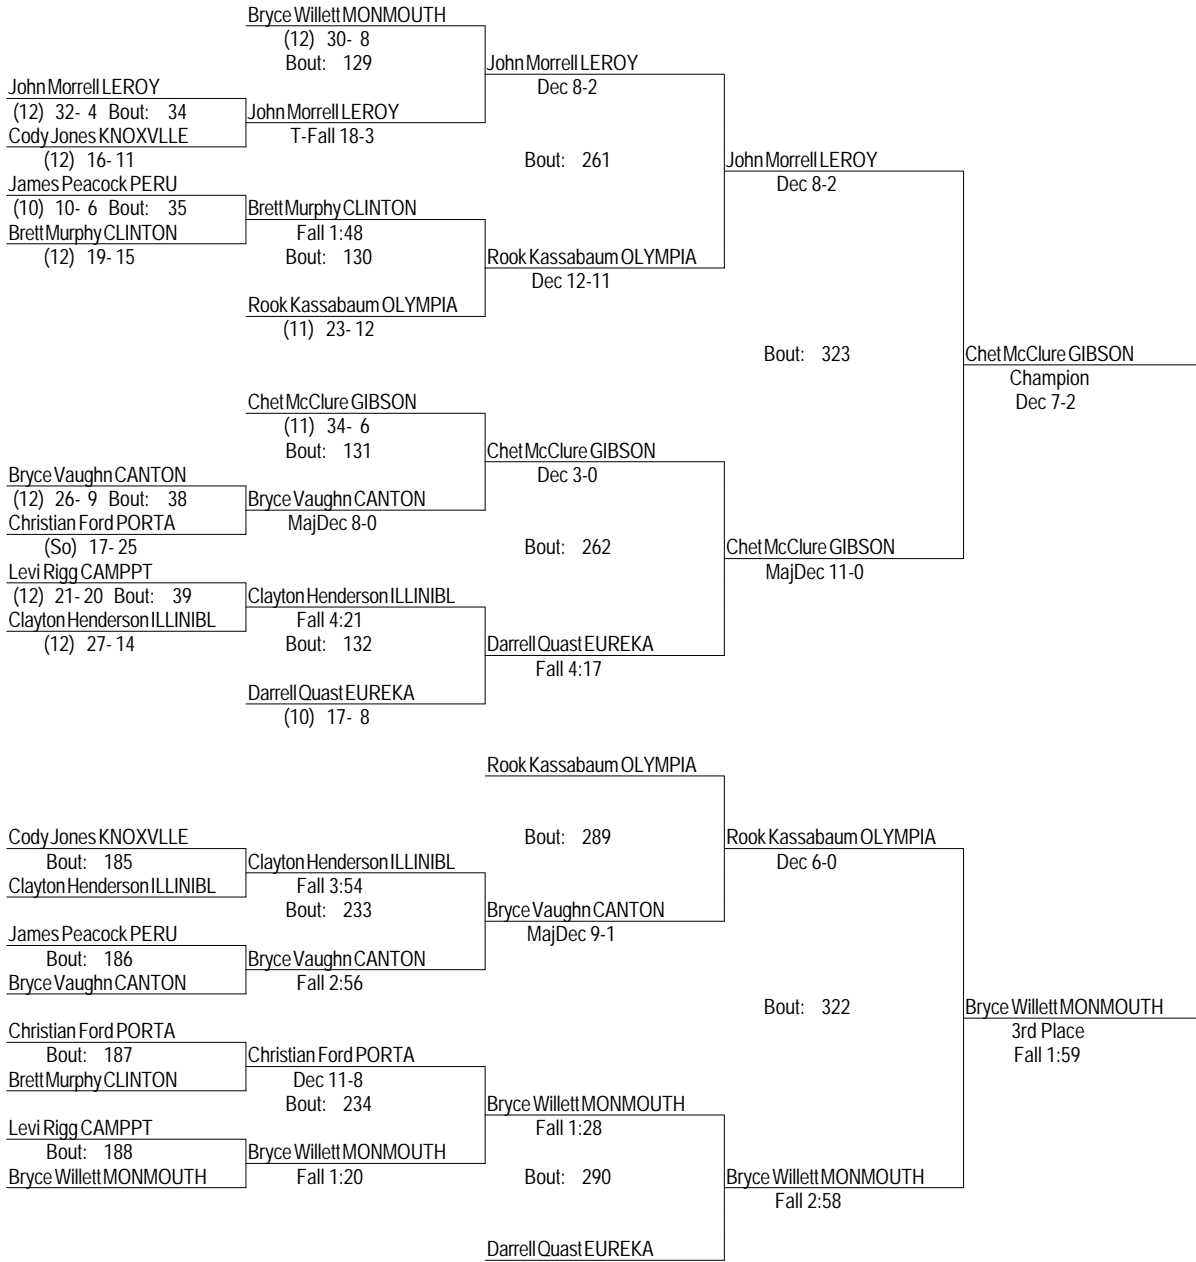 Bryce Willett MONMOUTH
(12) 30- 8
Bout: 129
John Morrell LEROY
Dec 8-2
John Morrell LEROY
(12) 32- 4 Bout: 34
John Morrell LEROY
Cody Jones KNOXVLLE
T-Fall 18-3
(12) 16- 11
Bout: 261
John Morrell LEROY
James Peacock PERU
Dec 8-2
(10) 10- 6 Bout: 35
Brett Murphy CLINTON
Brett Murphy CLINTON
Fall 1:48
(12) 19- 15
Bout: 130
Rook Kassabaum OLYMPIA
Dec 12-11
Rook Kassabaum OLYMPIA
(11) 23- 12
Bout: 323
Chet McClure GIBSON
Champion
Dec 7-2
Chet McClure GIBSON
(11) 34- 6
Bout: 131
Chet McClure GIBSON
Dec 3-0
Bryce Vaughn CANTON
(12) 26- 9 Bout: 38
Bryce Vaughn CANTON
Christian Ford PORTA
MajDec 8-0
(So) 17- 25
Bout: 262
Chet McClure GIBSON
MajDec 11-0
Levi Rigg CAMPPT
(12) 21- 20 Bout: 39
Clayton Henderson ILLINIBL
Clayton Henderson ILLINIBL
Fall 4:21
(12) 27- 14
Bout: 132
Darrell Quast EUREKA
Fall 4:17
Darrell Quast EUREKA
(10) 17- 8
Rook Kassabaum OLYMPIA
Bout: 289
Rook Kassabaum OLYMPIA
Dec 6-0
Cody Jones KNOXVLLE
Bout: 185
Clayton Henderson ILLINIBL
Clayton Henderson ILLINIBL
Fall 3:54
Bout: 233
Bryce Vaughn CANTON
MajDec 9-1
James Peacock PERU
Bout: 186
Bryce Vaughn CANTON
Bryce Vaughn CANTON
Fall 2:56
Bout: 322
Bryce Willett MONMOUTH
3rd Place
Fall 1:59
Christian Ford PORTA
Bout: 187
Christian Ford PORTA
Brett Murphy CLINTON
Dec 11-8
Bout: 234
Bryce Willett MONMOUTH
Fall 1:28
Levi Rigg CAMPPT
Bout: 188
Bryce Willett MONMOUTH
Bryce Willett MONMOUTH
Fall 1:20
Bout: 290
Bryce Willett MONMOUTH
Fall 2:58
Darrell Quast EUREKA